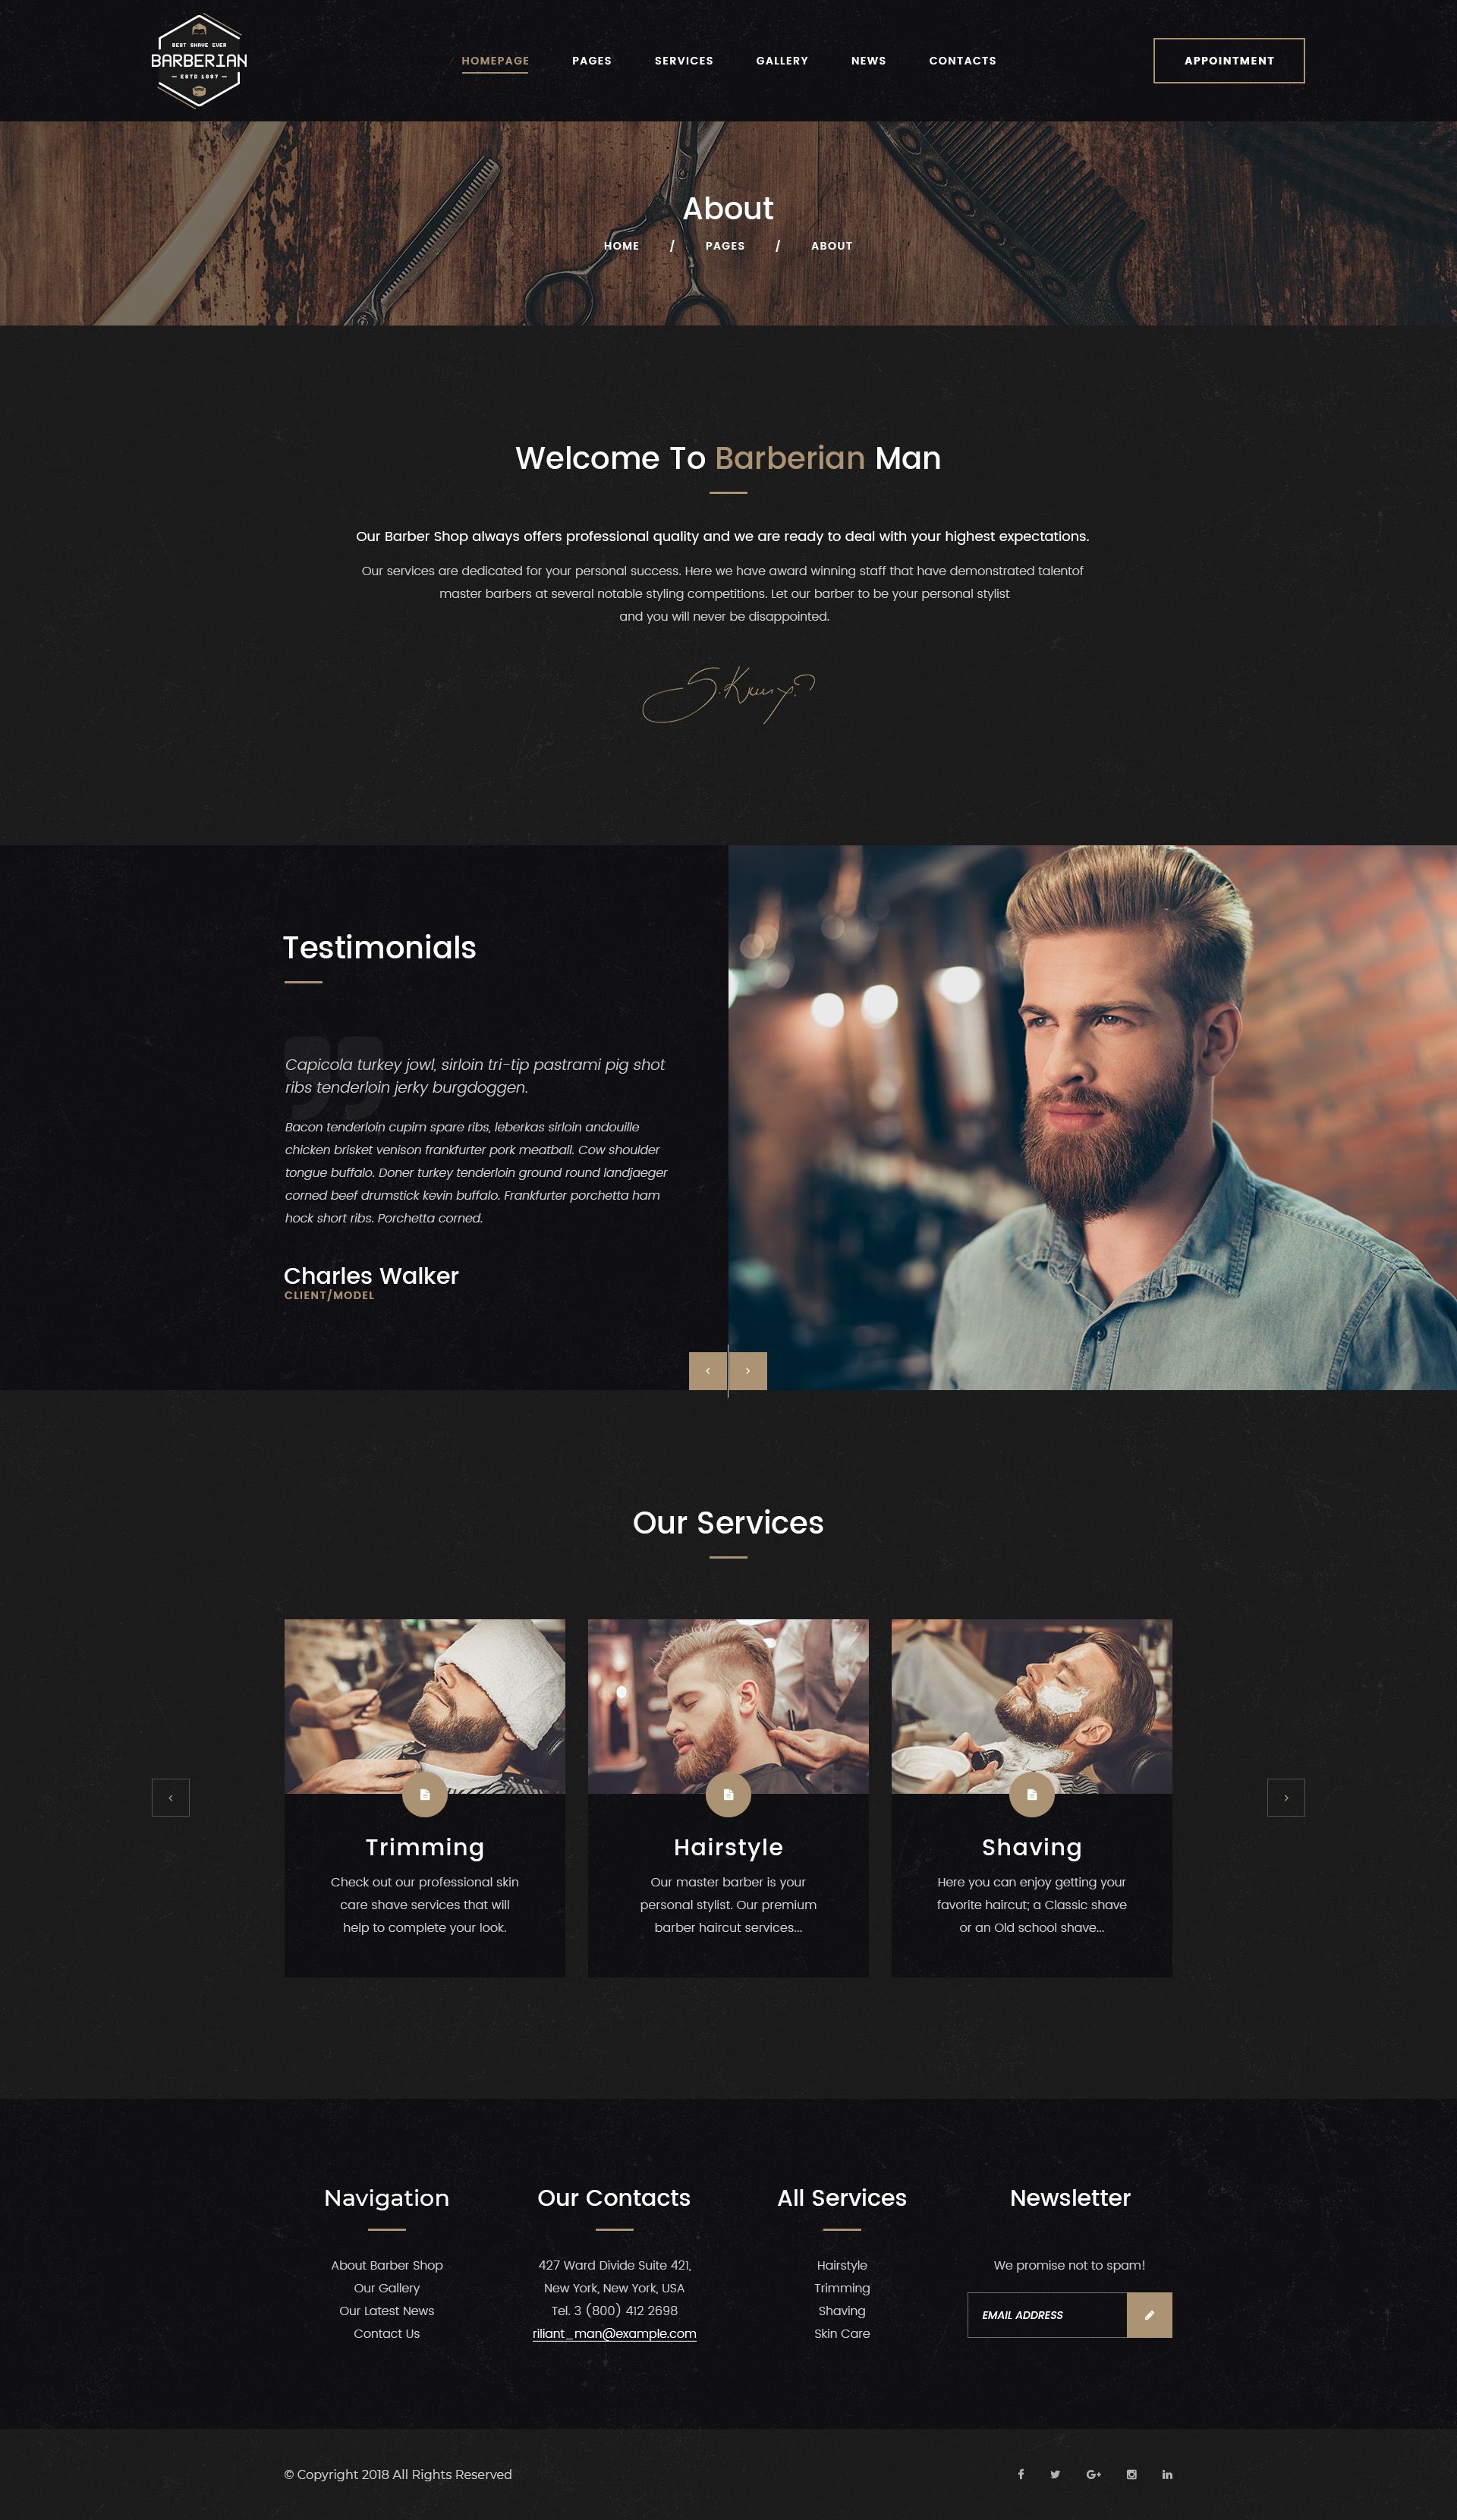 BEST SHAVE EVER
BARBERIAN
ESTD 1997
HOMEPAGE
PAGES
SERVICES
GALLERY
NEWS
CONTACTS
APPOINTMENT
About
HOME / PAGES / ABOUT
Welcome To Barberian Man
Our Barber Shop always offers professional quality and we are ready to deal with your highest expectations.
Our services are dedicated for your personal success. Here we have award winning staff that have demonstrated talentof
master barbers at several notable styling competitions. Let our barber to be your personal stylist
and you will never be disappointed.
Testimonials
Capicola turkey jowl, sirloin tri-tip pastrami pig shot
ribs tenderloin jerky burgdoggen.
Bacon tenderloin cupim spare ribs, leberkas sirloin andouille
chicken brisket venison frankfurter pork meatball. Cow shoulder
tongue buffalo. Doner turkey tenderloin ground round landjaeger
corned beef drumstick kevin buffalo. Frankfurter porchetta ham
hock short ribs. Porchetta corned.
Charles Walker
CLIENT/MODEL
Our Services
Trimming
Check out our professional skin
care shave services that will
help to complete your look.
Hairstyle
Our master barber is your
personal stylist. Our premium
barber haircut services...
Shaving
Here you can enjoy getting your
favorite haircut; a Classic shave
or an Old school shave...
Navigation
About Barber Shop
Our Gallery
Our Latest News
Contact Us
Our Contacts
427 Ward Divide Suite 421,
New York, New York, USA
Tel. 3 (800) 412 2698
riliant_man@example.com
All Services
Hairstyle
Trimming
Shaving
Skin Care
Newsletter
We promise not to spam!
EMAIL ADDRESS
© Copyright 2018 All Rights Reserved